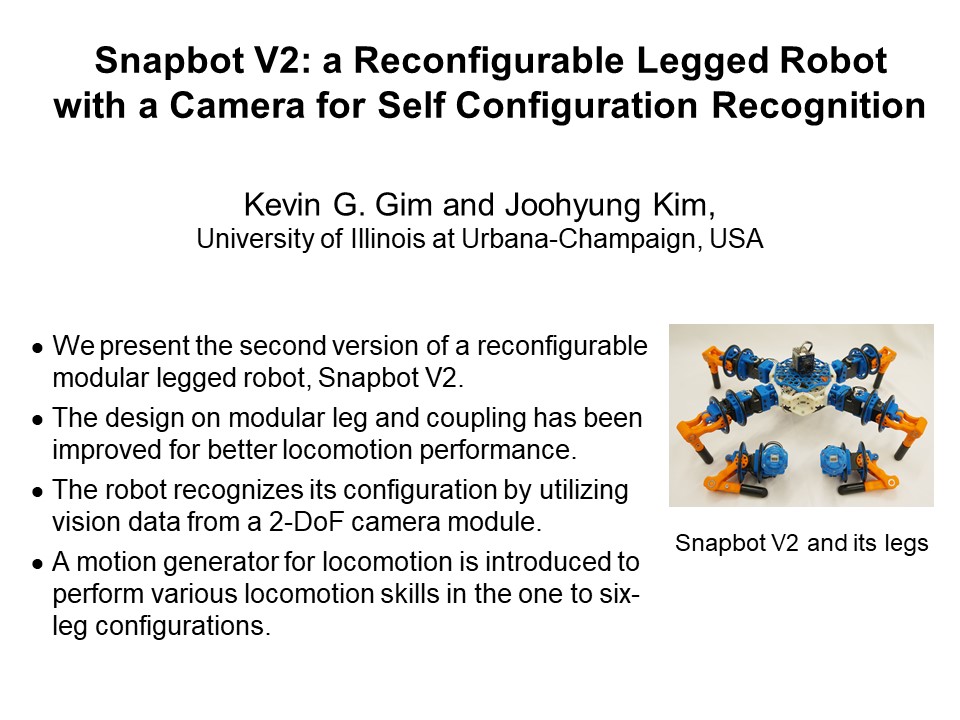 Snapbot V2: a Reconfigurable Legged Robot
with a Camera for Self Configuration Recognition
Kevin G. Gim and Joohyung Kim,
University of Illinois at Urbana-Champaign, USA
● We present the second version of a reconfigurable
modular legged robot, Snapbot V2.
● The design on modular leg and coupling has been
improved for better locomotion performance.
● The robot recognizes its configuration by utilizing
vision data from a 2-DoF camera module.
● A motion generator for locomotion is introduced to
perform various locomotion skills in the one to six-
leg configurations.
Snapbot V2 and its legs